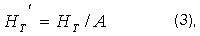 H_T' = H_T / A (3),